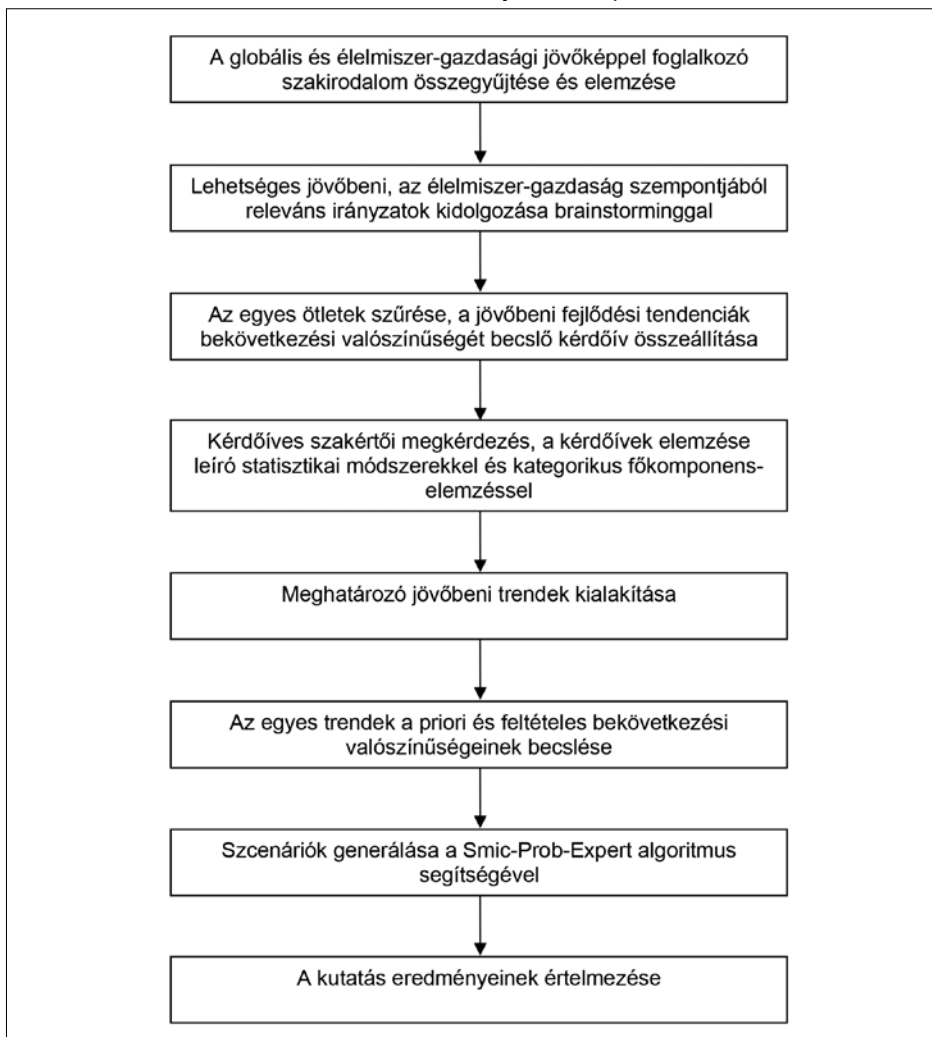 A globális és élelmiszer-gazdasági jövőképpel foglalkozó
szakirodalom összegyűjtése és elemzése
Lehetséges jövőbeni, az élelmiszer-gazdaság szempontjából
releváns irányzatok kidolgozása brainstorminggal
Az egyes ötletek szűrése, a jövőbeni fejlődési tendenciák
bekövetkezési valószínűségét becslő kérdőív összeállítása
Kérdőíves szakértői megkérdezés, a kérdőívek elemzése
leíró statisztikai módszerekkel és kategorikus főkomponens-
elemzéssel
Meghatározó jövőbeni trendek kialakítása
Az egyes trendek a priori és feltételes bekövetkezési
valószínűségeinek becslése
Szcenáriók generálása a Smic-Prob-Expert algoritmus
segítségével
A kutatás eredményeinek értelmezése